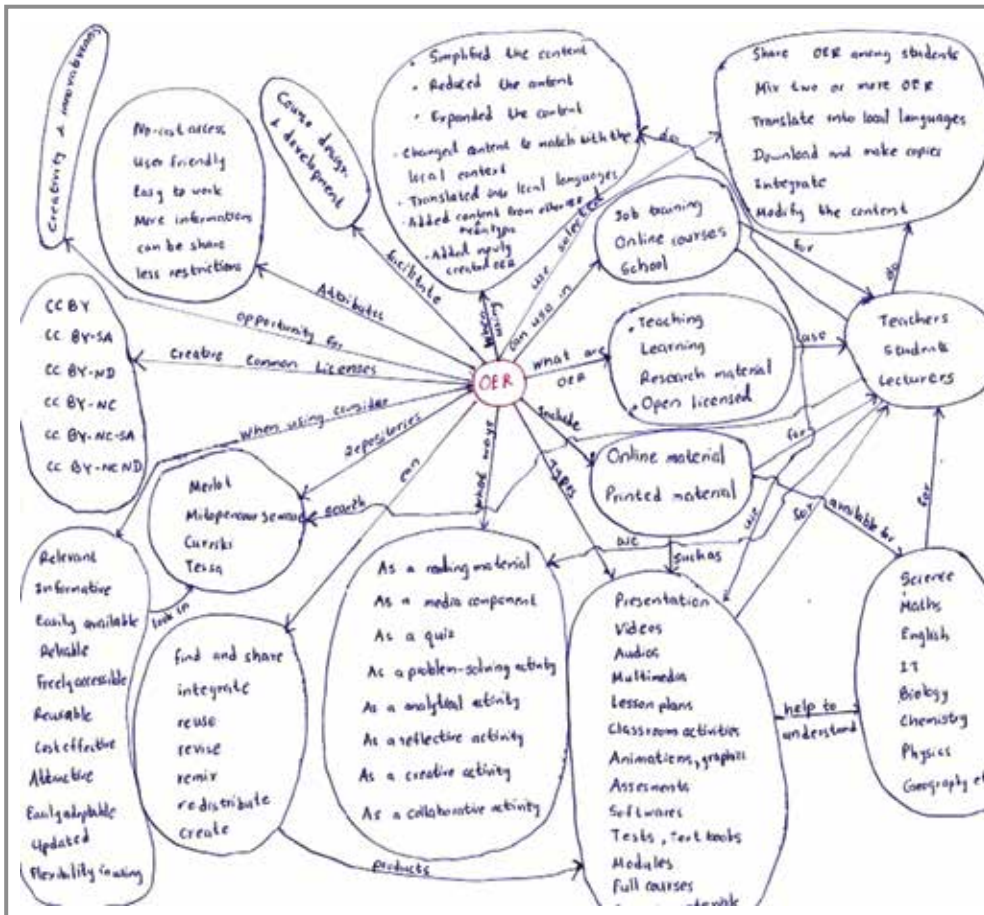 Creativity & innovations
No-cost access
User friendly
Easy to work
More informations
can be share
less restrictions
Course design
& development
• Simplified the content
• Reduced the content
• Expanded the content
• Changed content to match with the
local context
• Translated into local languages
• Added content from other
• Added newly
created OER
Share OER among students
Mix two or more OER
Translate into local languages
Download and make copies
Integrate
Modify the content
do
use selected
Job training
Online courses
School
for
do
facilitate
Attributes
opportunity for
can use in
CC BY
CC BY-SA
CC BY-ND
CC BY-NC
CC BY-NC-SA
CC BY-NC ND
Creative Common Licenses
OER
what are
OER
• Teaching
Learning
Research material
• Open licensed
use
Teachers
Students
Lecturers
When using consider
repositories
can
what ways
Types
include
Online material
Printed material
for
available for
for
Merlot
Curriki
Tessa
search
use
such as
use
for
Relevant
Informative
Easily available
Reliable
Freely accessible
Reusable
Cost effective
Attractive
Easily adaptable
Updated
Flexibility in using
look in
find and share
integrate
reuse
revise
remix
redistribute
create
As a reading material
As a media component
As a quiz
As a problem-solving activity
As a analytical activity
As a reflective activity
As a creative activity
As a collaborative activity
Presentation
Videos
Audios
Multimedia
Lesson plans
Classroom activities
Animations, graphics
Assesments
Softwares
Tests, Text books
Modules
Full courses
help to
understand
Science
Maths
English
IT
Biology
Chemistry
Physics
Geography
products